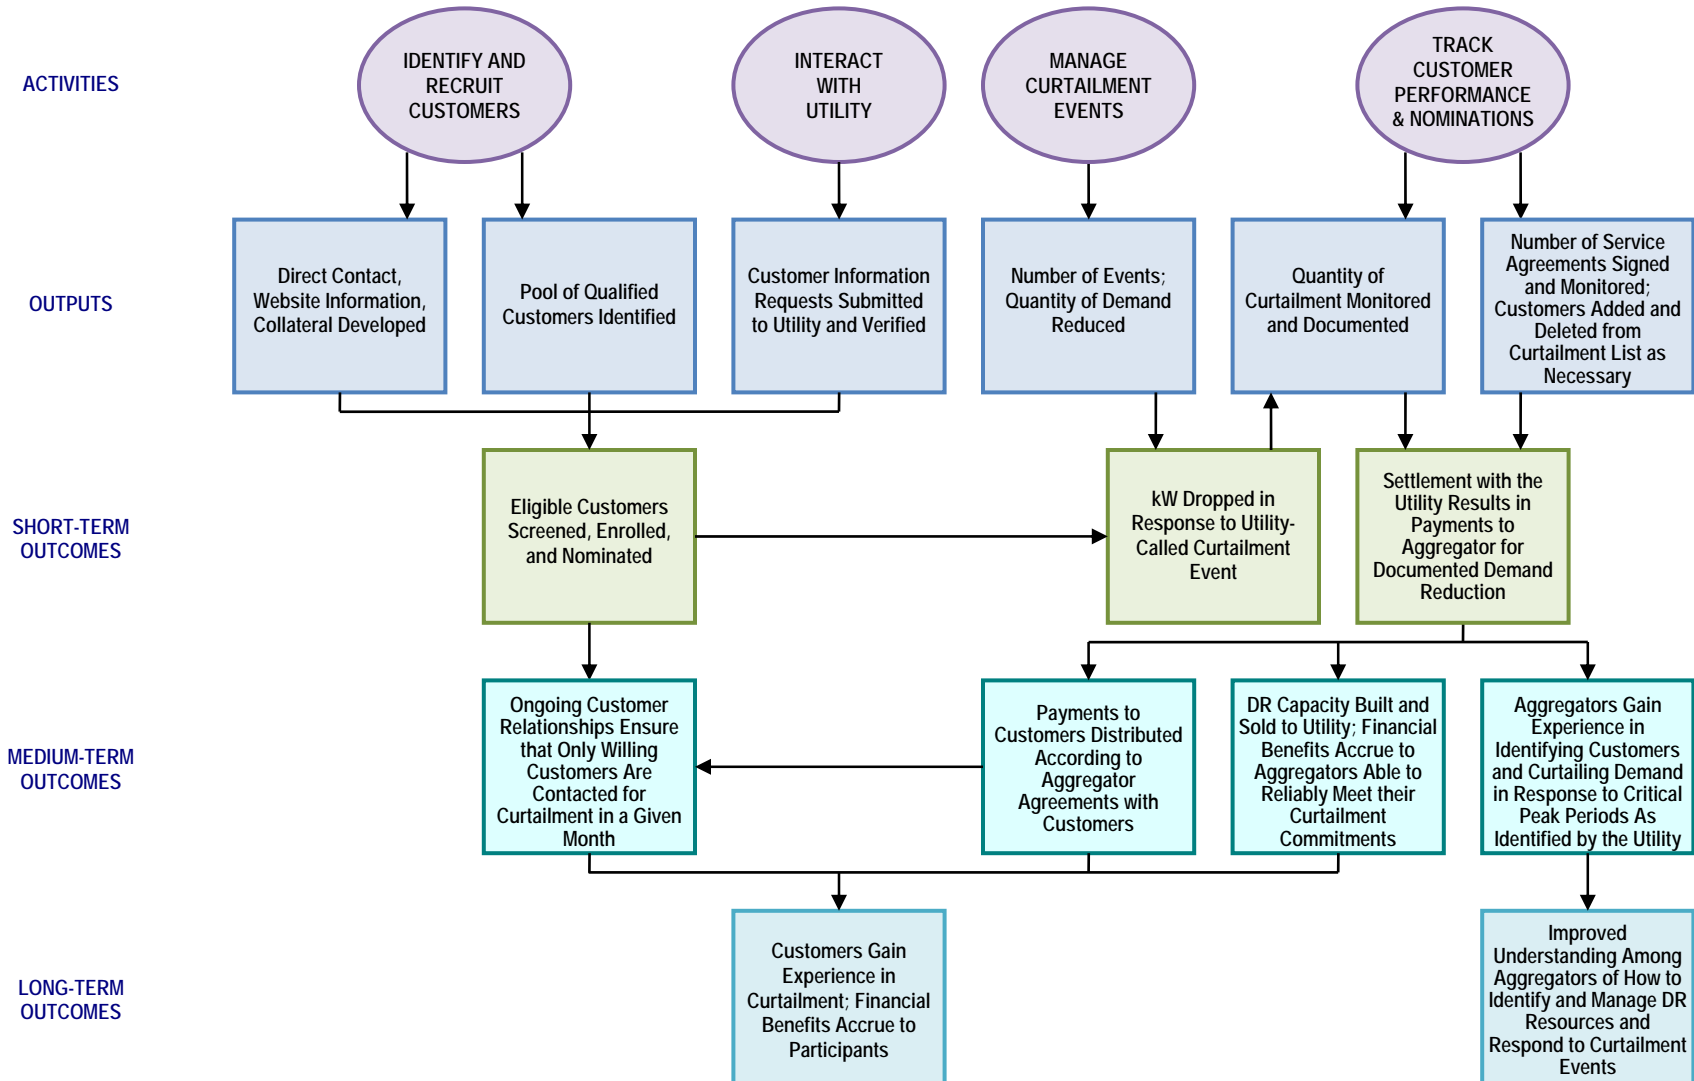 ACTIVITIES
IDENTIFY AND
RECRUIT
CUSTOMERS
INTERACT
WITH
UTILITY
MANAGE
CURTAILMENT
EVENTS
TRACK
CUSTOMER
PERFORMANCE
& NOMINATIONS
OUTPUTS
Direct Contact,
Website Information,
Collateral Developed
Pool of Qualified
Customers Identified
Customer Information
Requests Submitted
to Utility and Verified
Number of Events;
Quantity of Demand
Reduced
Quantity of
Curtailment Monitored
and Documented
Number of Service
Agreements Signed
and Monitored;
Customers Added and
Deleted from
Curtailment List as
Necessary
SHORT-TERM
OUTCOMES
Eligible Customers
Screened, Enrolled,
and Nominated
kW Dropped in
Response to Utility-
Called Curtailment
Event
Settlement with the
Utility Results in
Payments to
Aggregator for
Documented Demand
Reduction
MEDIUM-TERM
OUTCOMES
Ongoing Customer
Relationships Ensure
that Only Willing
Customers Are
Contacted for
Curtailment in a Given
Month
Payments to
Customers Distributed
According to
Aggregator
Agreements with
Customers
DR Capacity Built and
Sold to Utility; Financial
Benefits Accrue to
Aggregators Able to
Reliably Meet their
Curtailment
Commitments
Aggregators Gain
Experience in
Identifying Customers
and Curtailing Demand
in Response to Critical
Peak Periods As
Identified by the Utility
LONG-TERM
OUTCOMES
Customers Gain
Experience in
Curtailment; Financial
Benefits Accrue to
Participants
Improved
Understanding Among
Aggregators of How to
Identify and Manage DR
Resources and
Respond to Curtailment
Events